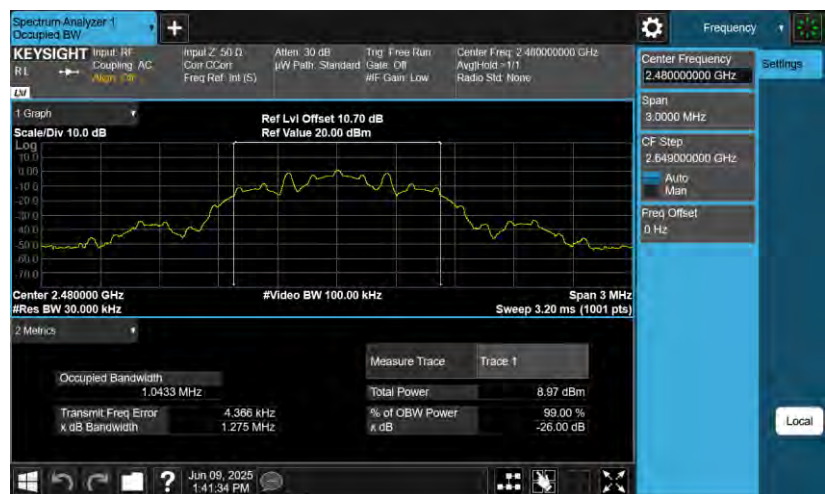 Spectrum Analyzer 1
Occupied BW
+
Frequency
KEYSIGHT Input: RF
R L
Coupling: AC
Align: Off
LXI
Input Z: 50 Ω
Corr CCorr
Freq Ref: Int (S)
Atten: 30 dB
µW Path: Standard
Trig: Free Run
Gate: Off
#IF Gain: Low
Center Freq: 2.480000000 GHz
Avg|Hold:>1/1
Radio Std: None
Center Frequency
2.480000000 GHz
Settings
Span
3.0000 MHz
CF Step
2.649000000 GHz
Auto
Man
Freq Offset
0 Hz
Local
1 Graph
Scale/Div 10.0 dB
Ref Lvl Offset 10.70 dB
Ref Value 20.00 dBm
Log
10.0
0.00
-10.0
-20.0
-30.0
-40.0
-50.0
-60.0
-70.0
Center 2.480000 GHz
#Res BW 30.000 kHz
#Video BW 100.00 kHz
Span 3 MHz
Sweep 3.20 ms (1001 pts)
2 Metrics
Measure Trace Trace 1
Occupied Bandwidth
1.0433 MHz
Total Power 8.97 dBm
Transmit Freq Error 4.366 kHz
x dB Bandwidth 1.275 MHz
% of OBW Power 99.00 %
x dB -26.00 dB
?
Jun 09, 2025
1:41:34 PM